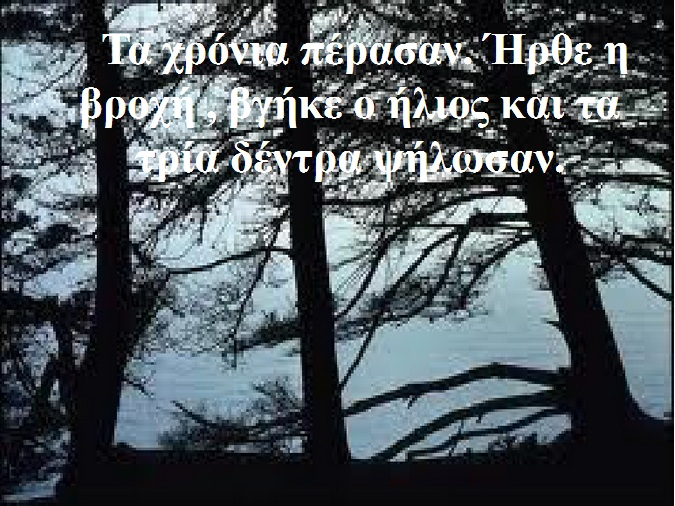 Τα χρόνια πέρασαν. Ήρθε η
βροχή , βγήκε ο ήλιος και τα
τρία δέντρα ψήλωσαν.